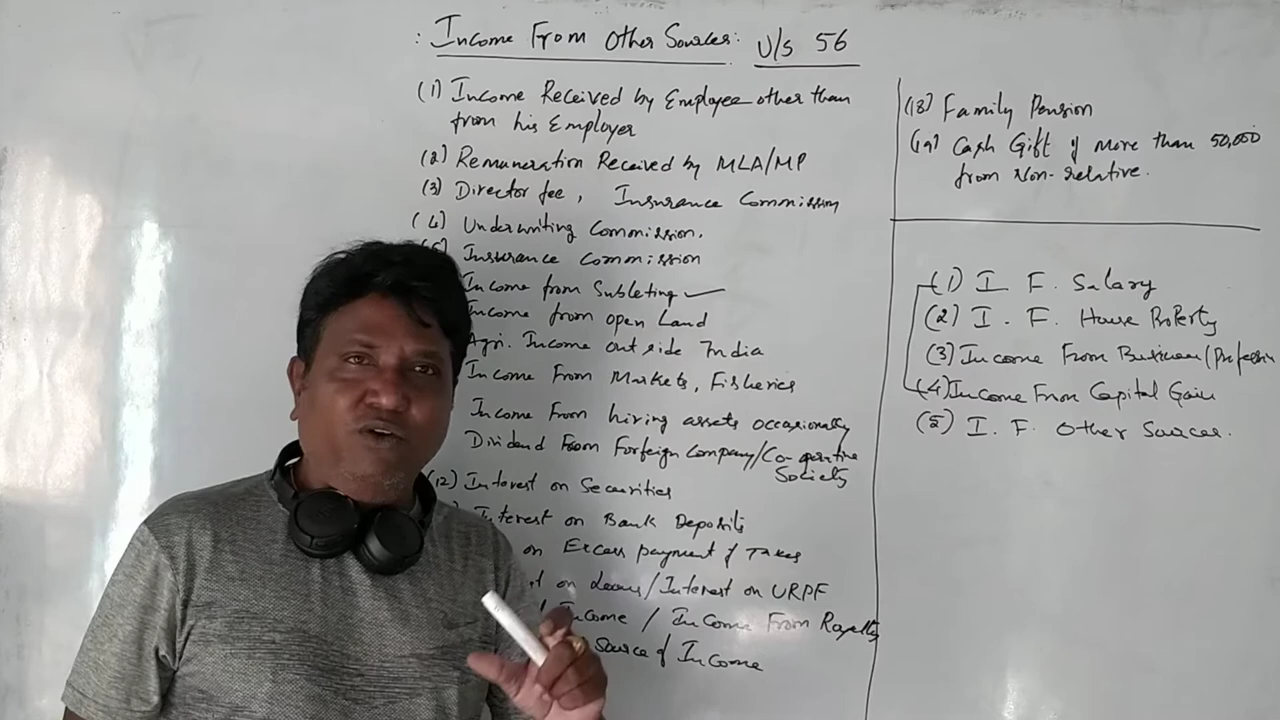 : Income From Other Sources: U/s 56
(1) Income Received by Employee other than
from his Employer
(2) Remuneration Received by MLA/MP
(3) Director fee, Insurance Commission
(4) Underwriting Commission.
Insurance Commission
Income from Subleting ✓
Income from open Land
Agri. Income out side India
Income From Markets, Fisheries
Income From hiring assets occasionally
Dividend From Forfeign Company/Co-operative
Society
(12) Interest on Securities
Interest on Bank Deposits
on Excess payment of Taxes
on Loans/Interest on URPF
Income / Income From Royalty
Source of Income
(18) Family Pension
(19) Cash Gift of More than 50,000
from Non-relative.
(1) I F. Salary
(2) I. F. House Property
(3) Income From Business/Profession
(4) Income From Capital Gain
(5) I. F. Other Sources.